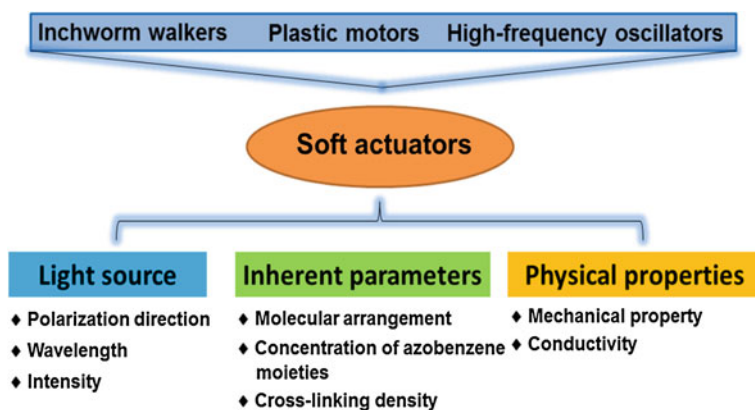 Inchworm walkers Plastic motors High-frequency oscillators
Soft actuators
Light source
♦ Polarization direction
♦ Wavelength
♦ Intensity
Inherent parameters
♦ Molecular arrangement
♦ Concentration of azobenzene
moieties
♦ Cross-linking density
Physical properties
♦ Mechanical property
♦ Conductivity